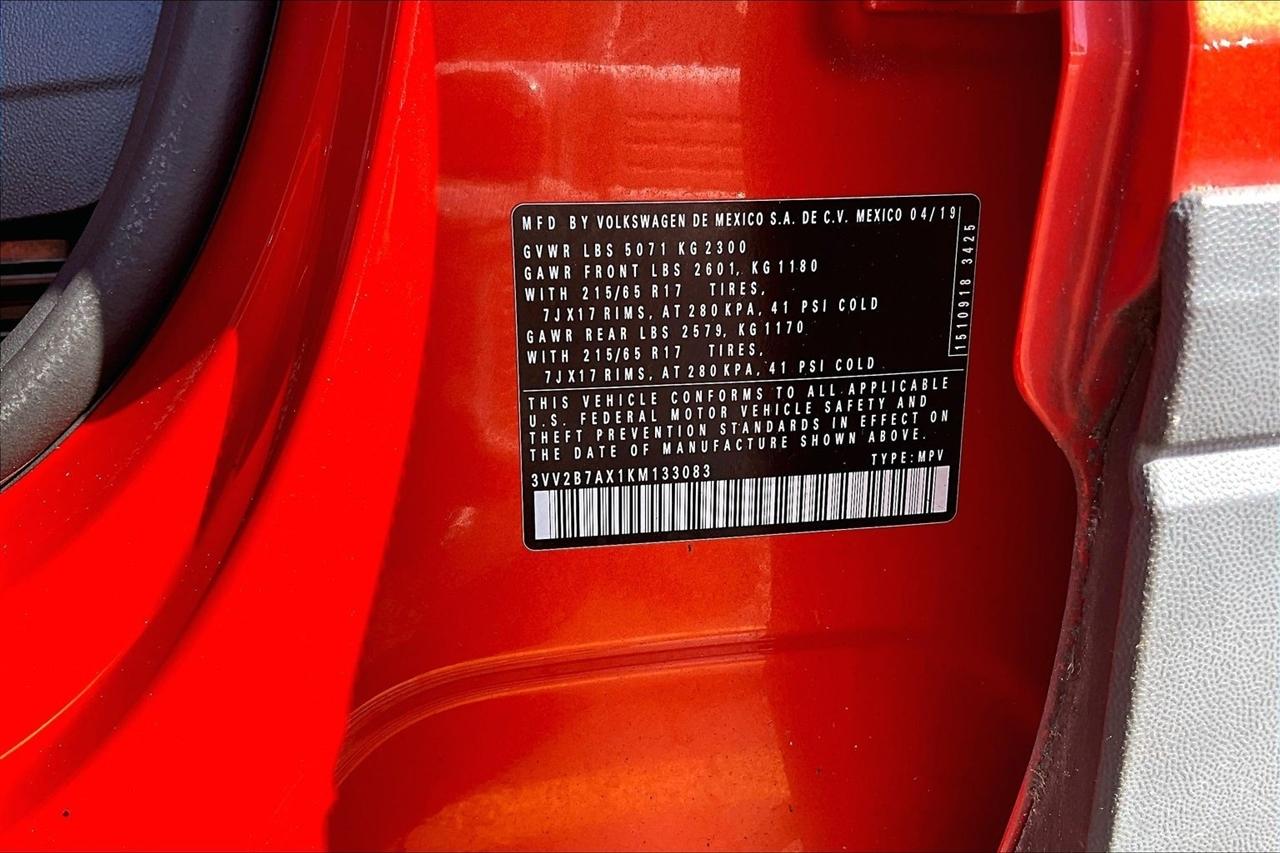 MFD BY VOLKSWAGEN DE MEXICO S.A. DE C.V. MEXICO 04/19
GVWR LBS 5071 KG 2300
GAWR FRONT LBS 2601, KG 1180
WITH 215/65 R17 TIRES,
7JX17 RIMS, AT 280 KPA, 41 PSI COLD
GAWR REAR LBS 2579, KG 1170
WITH 215/65 R17 TIRES,
7JX17 RIMS, AT 280 KPA, 41 PSI COLD
1510918 3425
THIS VEHICLE CONFORMS TO ALL APPLICABLE
U.S. FEDERAL MOTOR VEHICLE SAFETY AND
THEFT PREVENTION STANDARDS IN EFFECT ON
THE DATE OF MANUFACTURE SHOWN ABOVE.
TYPE: MPV
3VV2B7AX1KM133083